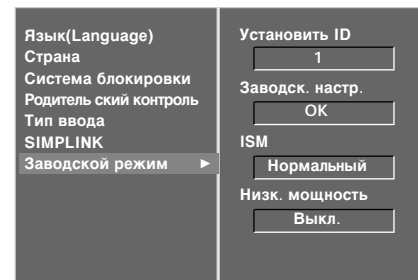 Язык(Language)
Страна
Система блокировки
Родитель ский контроль
Тип ввода
SIMPLINK
Заводской режим ►
Установить ID
1
Заводск. настр.
OK
ISM
Нормальный
Низк. мощность
Выкл.